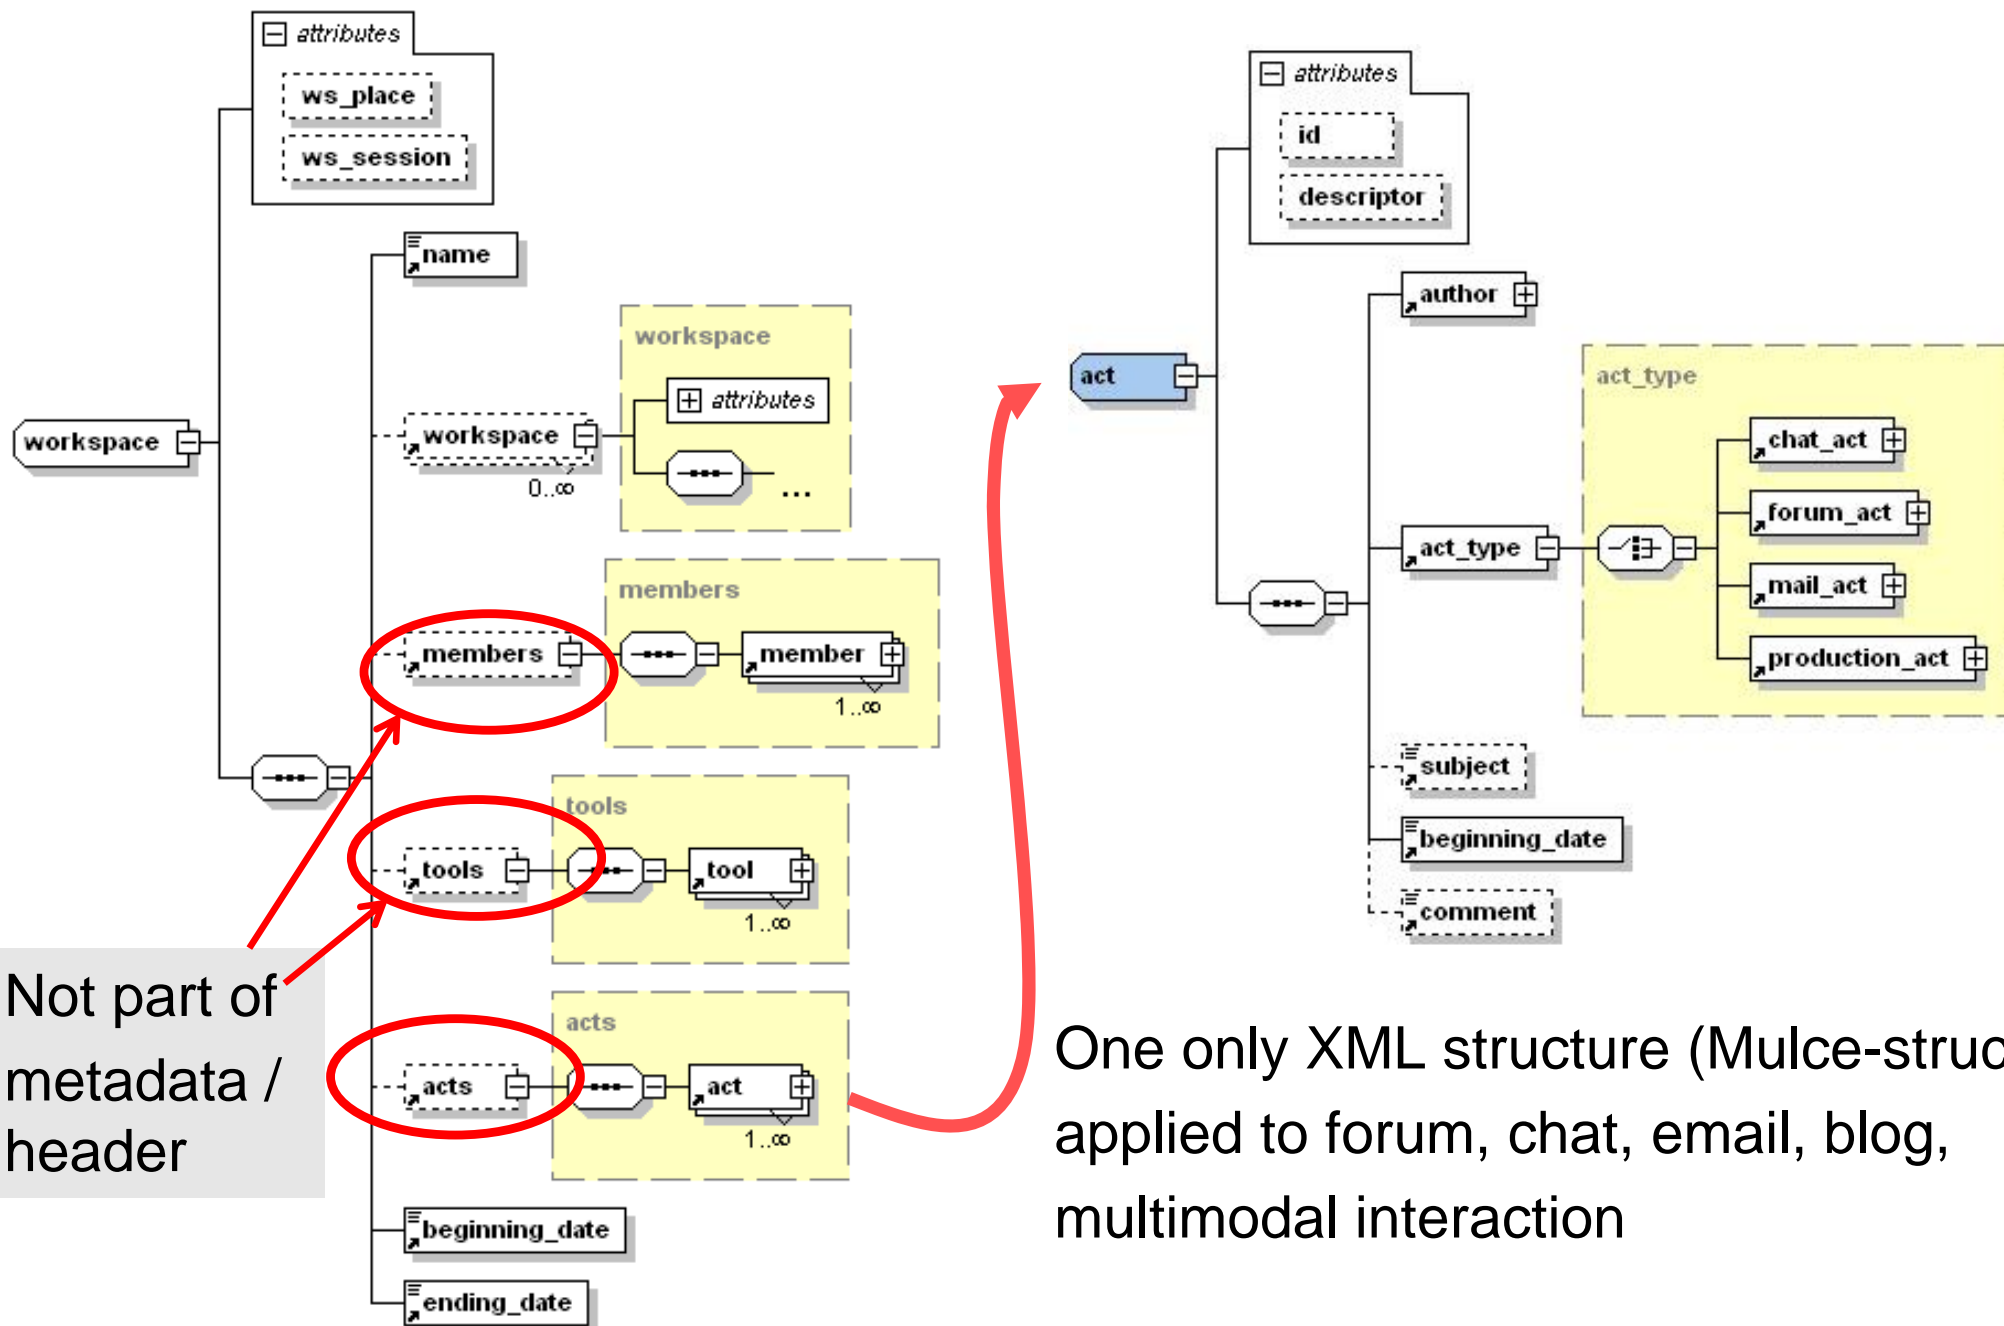 attributes
ws_place
ws_session
name
workspace
attributes
workspace
workspace
0..∞
...
members
members
member
1..∞
tools
tools
tool
1..∞
acts
acts
act
1..∞
beginning_date
ending_date
Not part of
metadata /
header
attributes
id
descriptor
author
act
act_type
chat_act
forum_act
act_type
mail_act
production_act
subject
beginning_date
comment
One only XML structure (Mulce-struc
applied to forum, chat, email, blog,
multimodal interaction